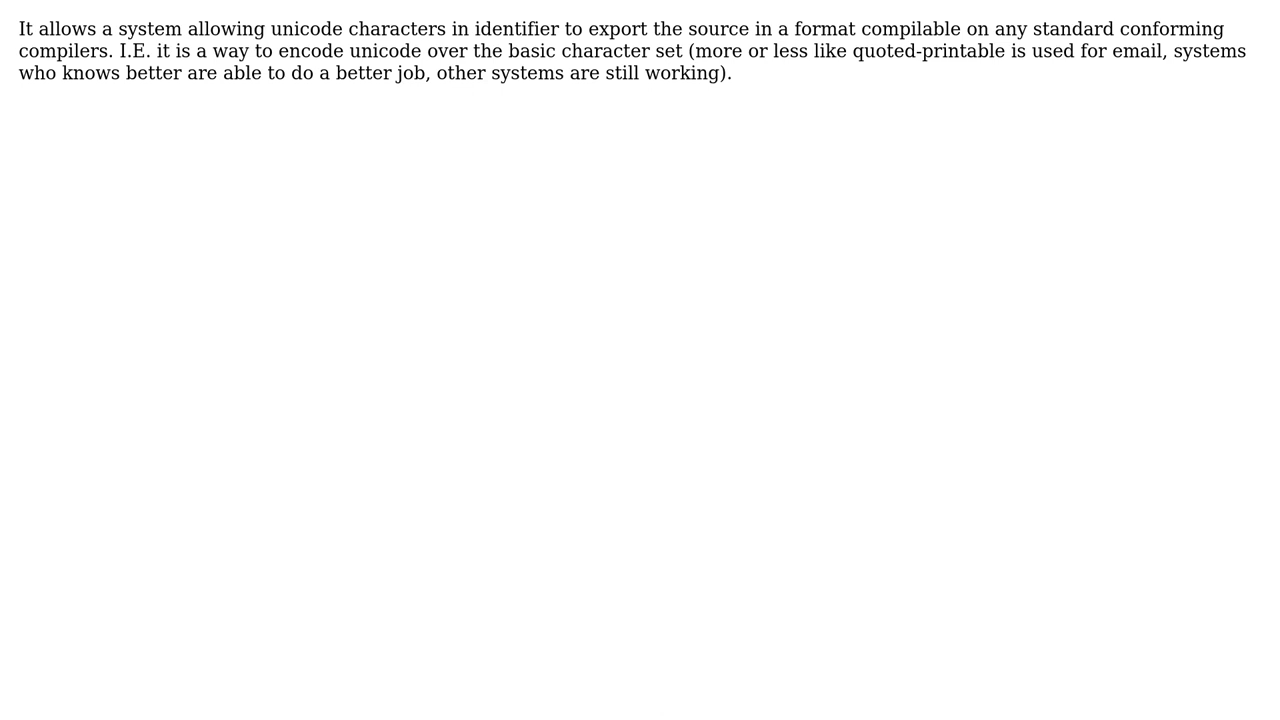 It allows a system allowing unicode characters in identifier to export the source in a format compilable on any standard conforming
compilers. I.E. it is a way to encode unicode over the basic character set (more or less like quoted-printable is used for email, systems
who knows better are able to do a better job, other systems are still working).